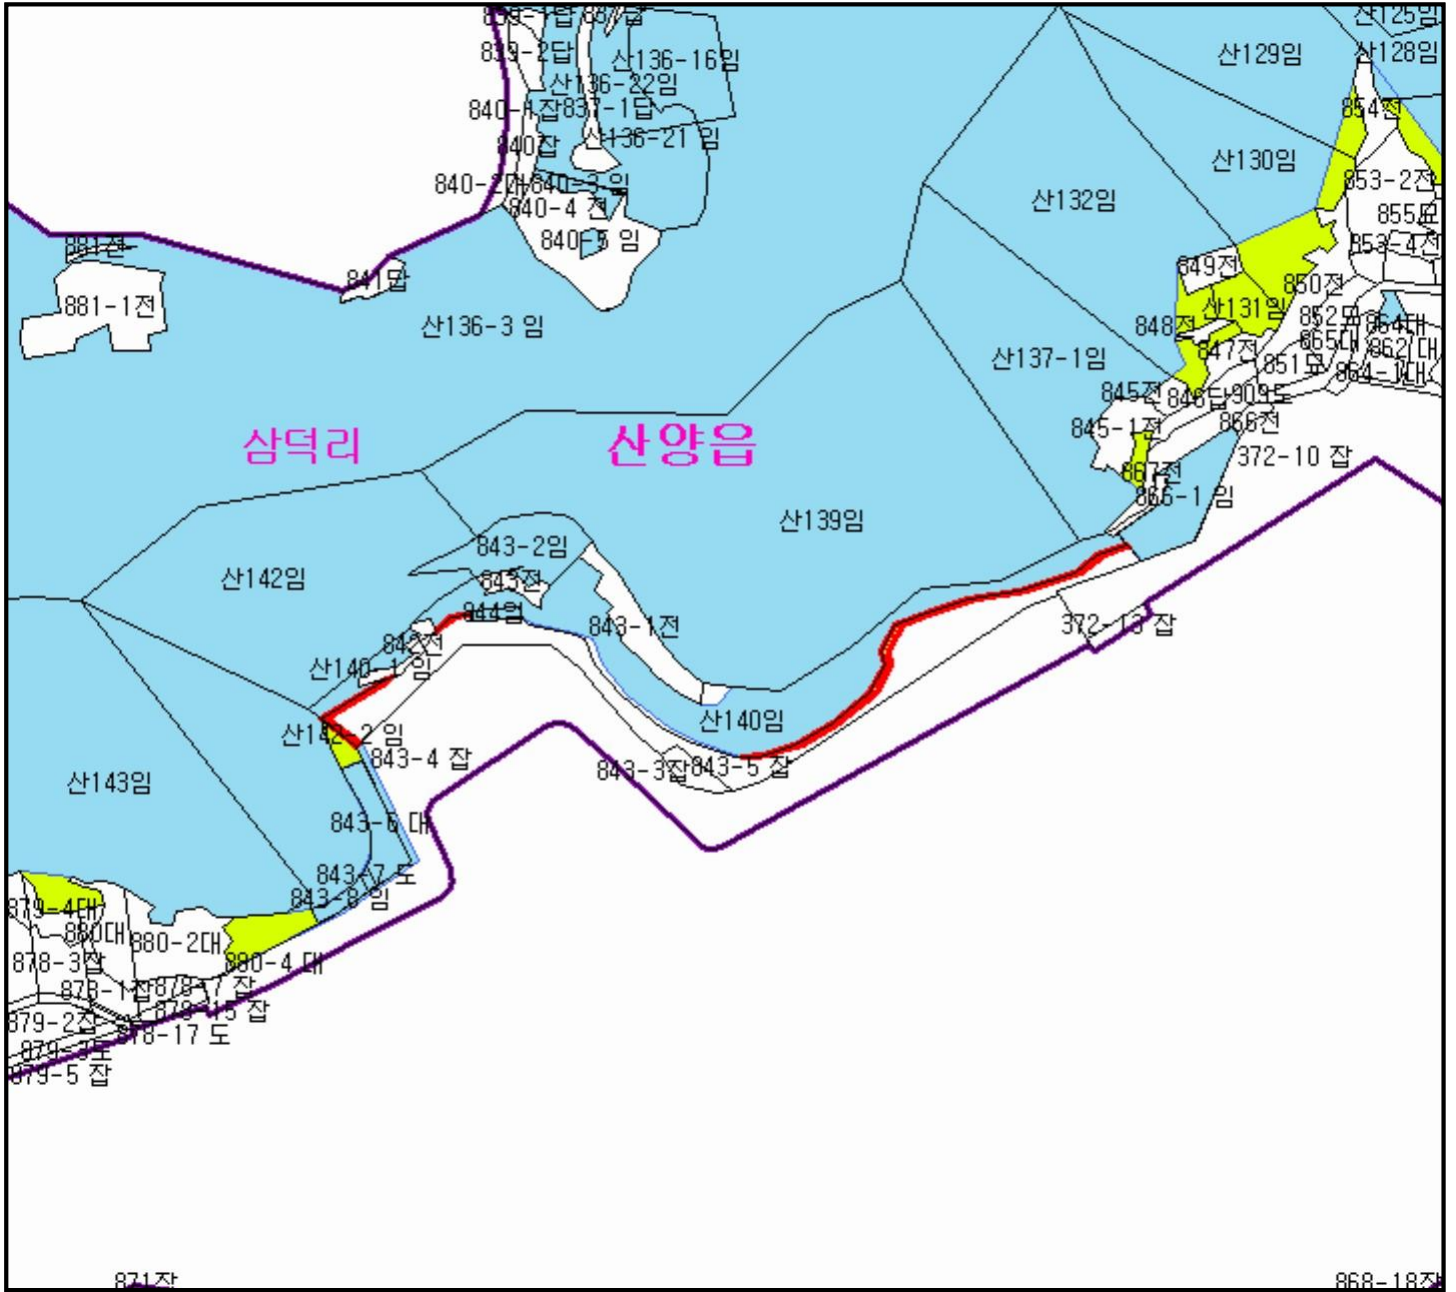 839-1답
산125임
839-2답
산136-16임
산129임
산128임
산136-22임
840-1잡
837-1답
854전
산136-21 임
840잡
산130임
840-2대
840-3 임
853-2전
840-4 전
산132임
855도
840-5 임
853-4전
881전
849전
841답
850전
881-1전
산131임
산136-3 임
848전
864대
865대
847전
862대
산137-1임
851도
864-1대
845전
846답
909도
845-1전
866전
삼덕리
산양읍
372-10 잡
867전
866-1 임
산139임
843-2임
산142임
843전
844임
843-1전
372-13 잡
842전
산140-1 임
산140임
산142-2 임
843-4 잡
843-3잡
843-5 잡
산143임
843-6 대
843-7 도
843-8 임
879-4대
880대
880-2대
878-3잡
880-4 대
878-1잡
878-7 잡
878-15 잡
879-2잡
878-17 도
879-3도
879-5 잡
871잡
868-18잡